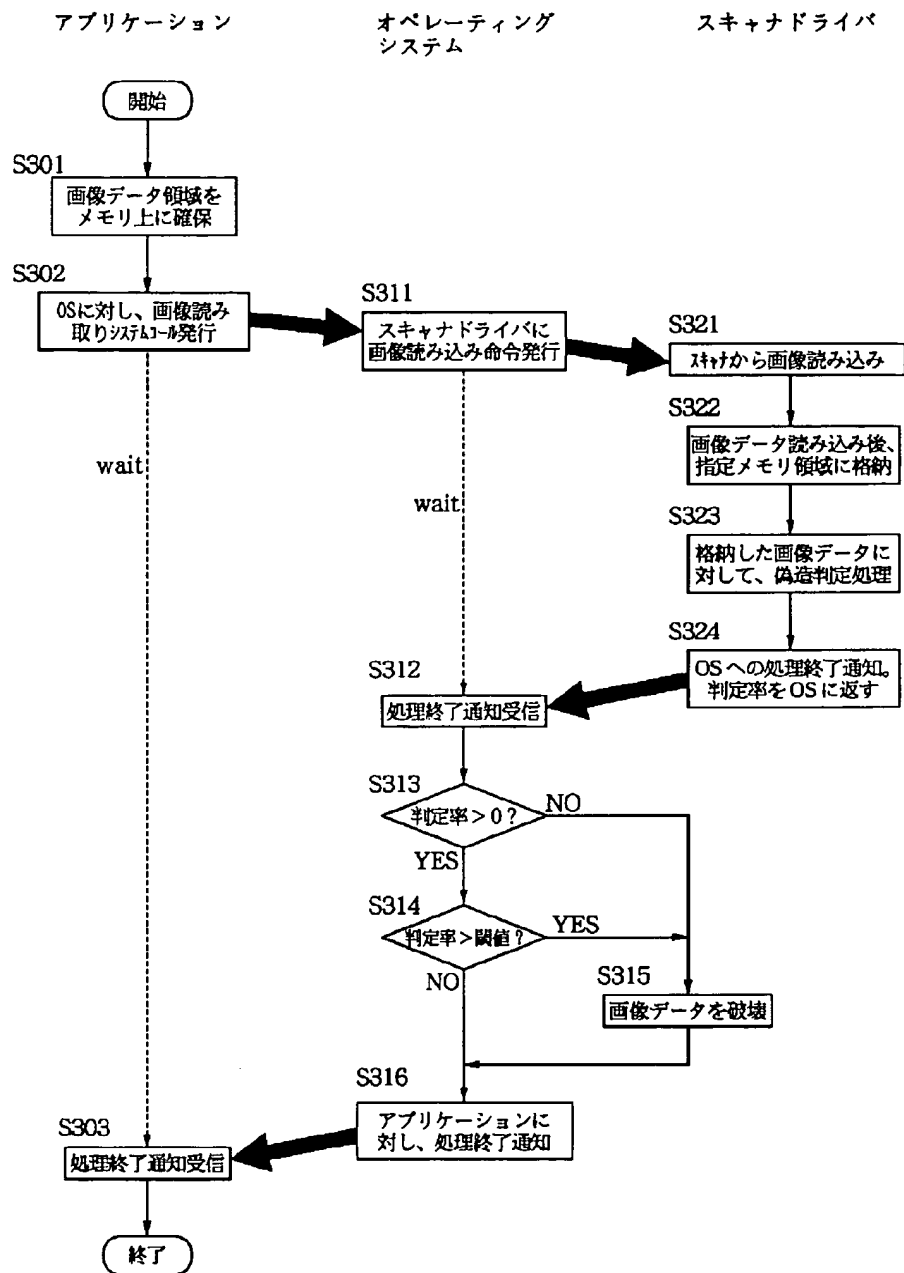 アプリケーション
オペレーティング
システム
スキャナドライバ
開始
S301
画像データ領域を
メモリ上に確保
S302
OSに対し、画像読み
取りシステムコール発行
S311
スキャナドライバに
画像読み込み命令発行
S321
スキャナから画像読み込み
S322
画像データ読み込み後、
指定メモリ領域に格納
wait
wait
S323
格納した画像データに
対して、偽造判定処理
S324
OSへの処理終了通知。
判定率をOSに返す
S312
処理終了通知受信
S313
判定率>0?
NO
YES
S314
判定率>閾値?
YES
NO
S315
画像データを破壊
S316
アプリケーションに
対し、処理終了通知
S303
処理終了通知受信
終了